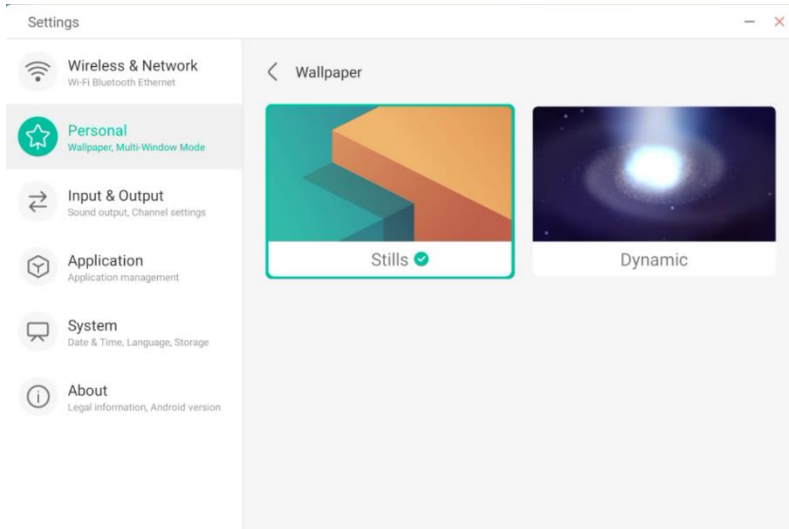 Settings
Wireless & Network
Wi-Fi Bluetooth Ethernet
Personal
Wallpaper, Multi-Window Mode
Input & Output
Sound output, Channel settings
Application
Application management
System
Date & Time, Language, Storage
About
Legal information, Android version
Wallpaper
Stills
Dynamic